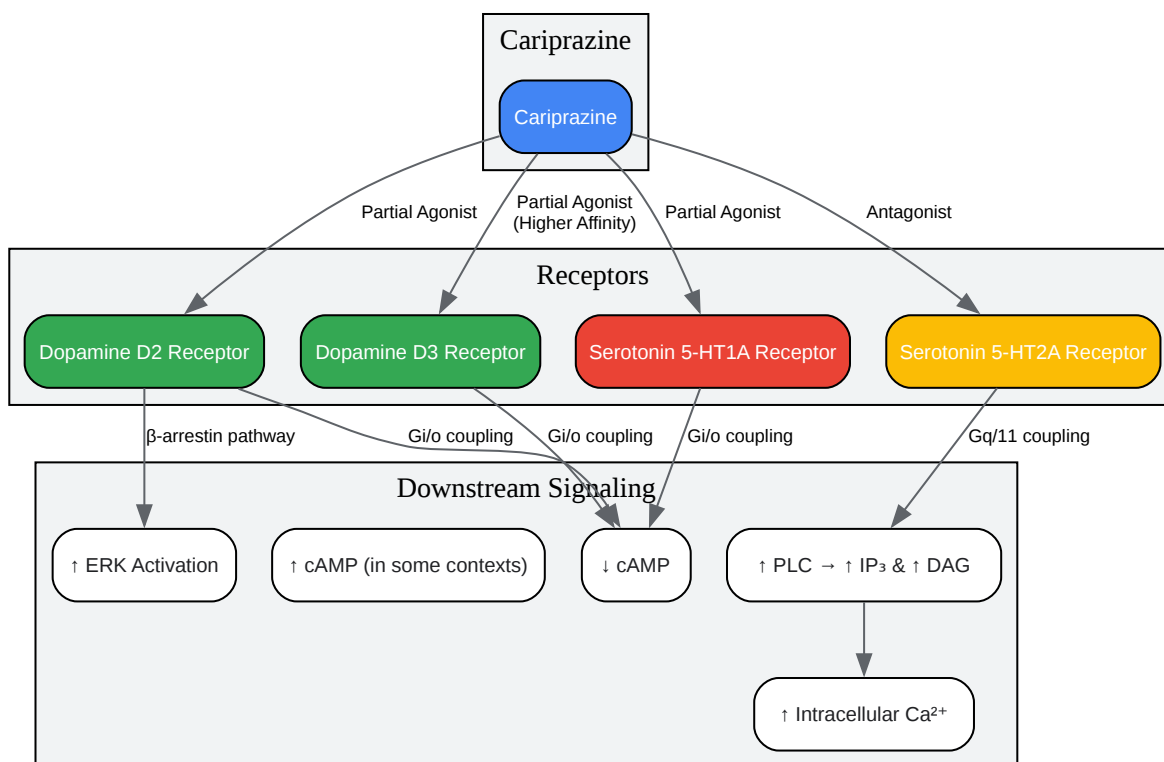 Cariprazine
Cariprazine
Partial Agonist
Partial Agonist
(Higher Affinity)
Partial Agonist
Antagonist
Receptors
Dopamine D2 Receptor
Dopamine D3 Receptor
Serotonin 5-HT1A Receptor
Serotonin 5-HT2A Receptor
β-arrestin pathway
Gi/o coupling
Gi/o coupling
Gi/o coupling
Gq/11 coupling
Downstream Signaling
↑ ERK Activation
↑ cAMP (in some contexts)
↓ cAMP
↑ PLC → ↑ IP₃ & ↑ DAG
↑ Intracellular Ca²⁺